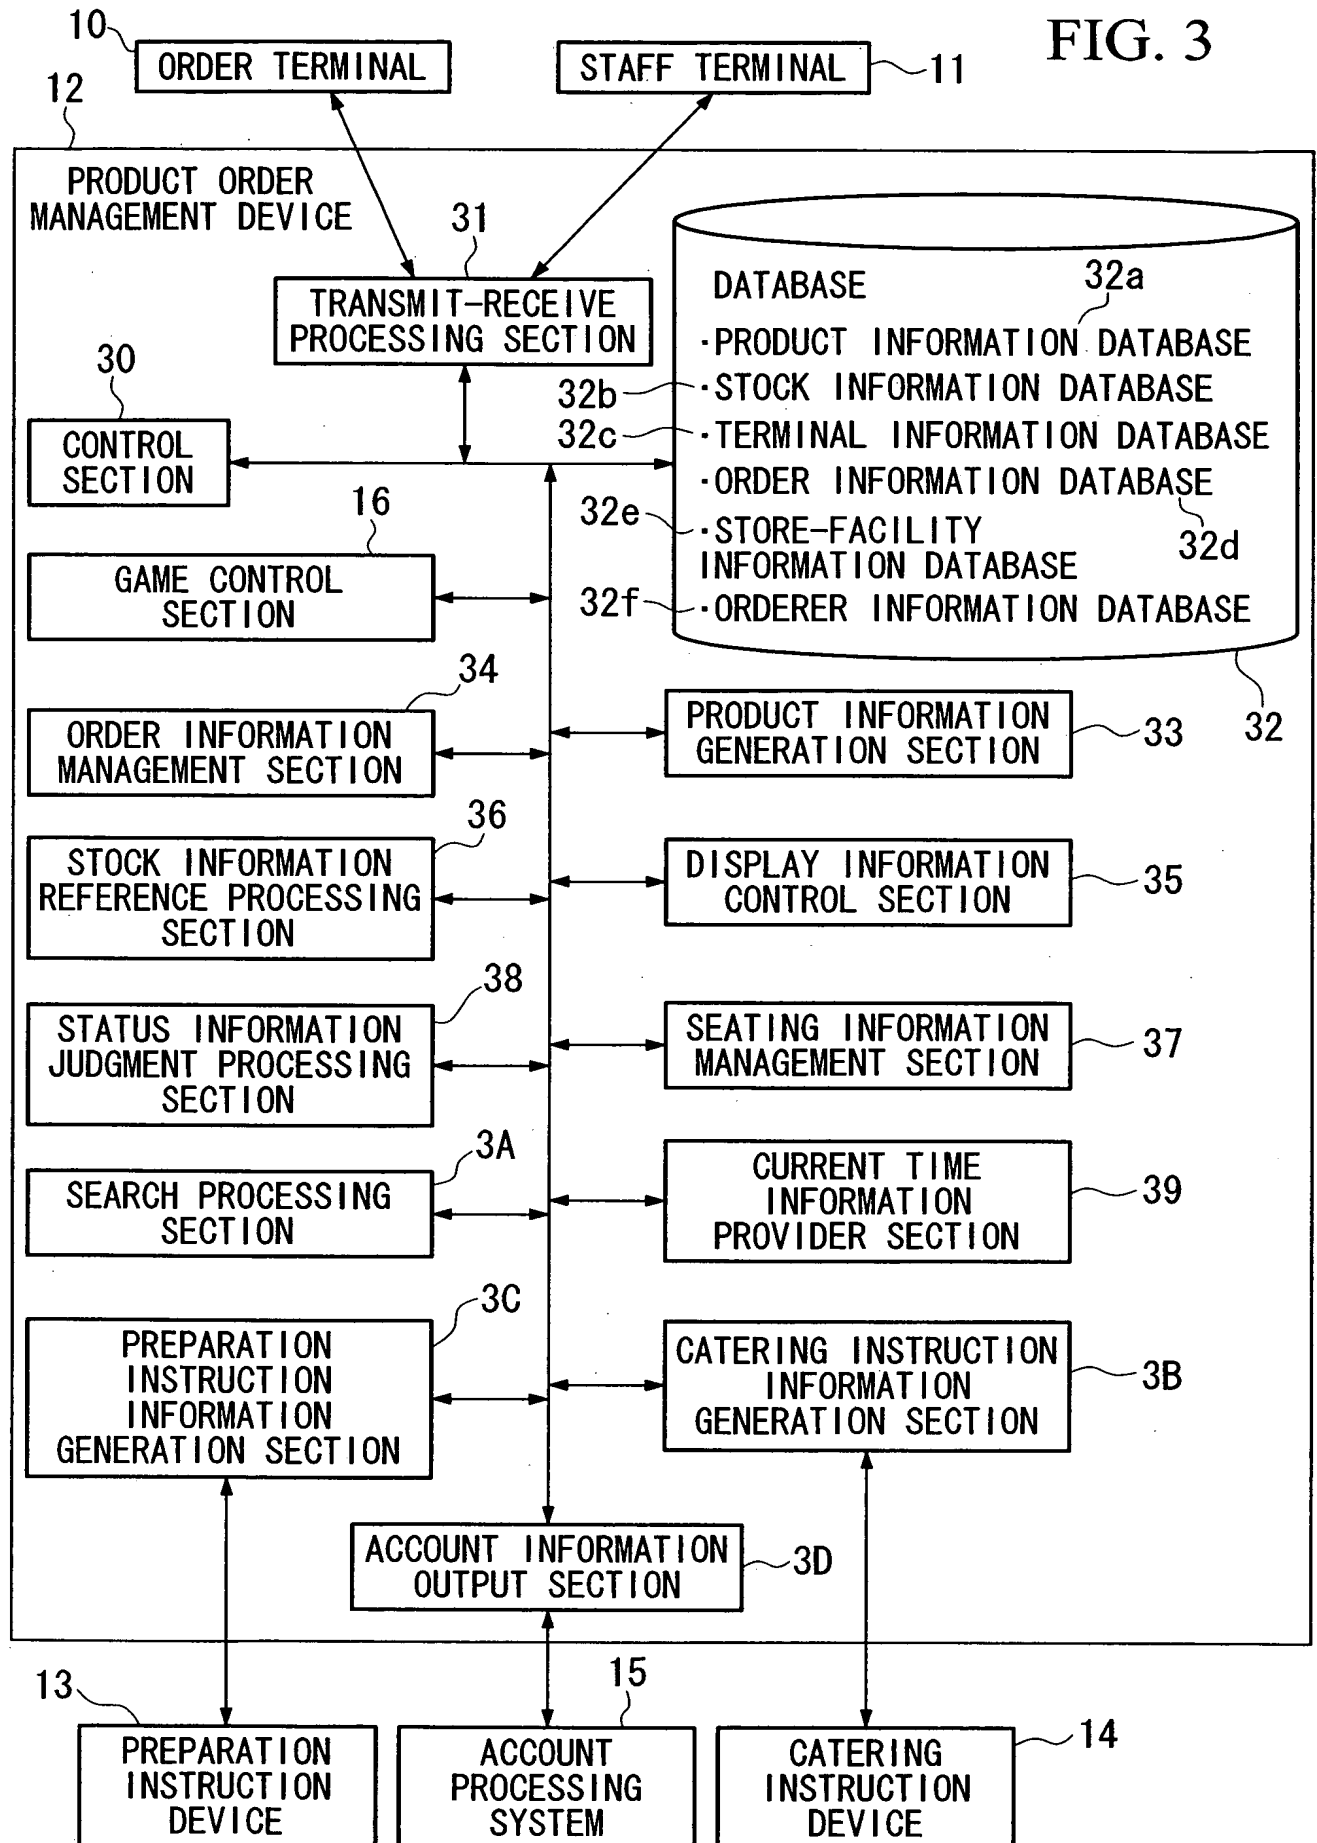 FIG. 3
10
ORDER TERMINAL
STAFF TERMINAL
11
12
PRODUCT ORDER
MANAGEMENT DEVICE
31
TRANSMIT-RECEIVE
PROCESSING SECTION
30
CONTROL
SECTION
DATABASE
32a
·PRODUCT INFORMATION DATABASE
32b
·STOCK INFORMATION DATABASE
32c
·TERMINAL INFORMATION DATABASE
·ORDER INFORMATION DATABASE
32d
32e
·STORE-FACILITY
INFORMATION DATABASE
32f
·ORDERER INFORMATION DATABASE
32
16
GAME CONTROL
SECTION
34
ORDER INFORMATION
MANAGEMENT SECTION
PRODUCT INFORMATION
GENERATION SECTION
33
36
STOCK INFORMATION
REFERENCE PROCESSING
SECTION
DISPLAY INFORMATION
CONTROL SECTION
35
38
STATUS INFORMATION
JUDGMENT PROCESSING
SECTION
SEATING INFORMATION
MANAGEMENT SECTION
37
3A
SEARCH PROCESSING
SECTION
CURRENT TIME
INFORMATION
PROVIDER SECTION
39
3C
PREPARATION
INSTRUCTION
INFORMATION
GENERATION SECTION
CATERING INSTRUCTION
INFORMATION
GENERATION SECTION
3B
ACCOUNT INFORMATION
OUTPUT SECTION
3D
13
PREPARATION
INSTRUCTION
DEVICE
15
ACCOUNT
PROCESSING
SYSTEM
CATERING
INSTRUCTION
DEVICE
14